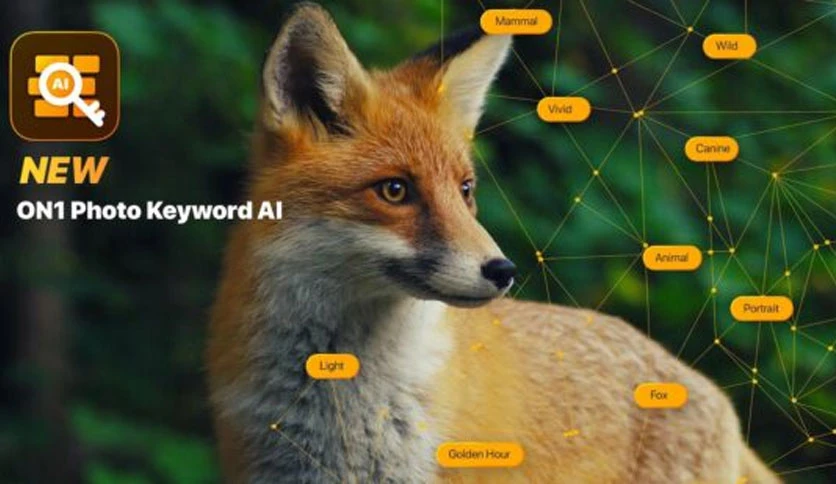 AI
NEW
ON1 Photo Keyword AI
Mammal
Wild
Vivid
Canine
Animal
Portrait
Light
Fox
Golden Hour